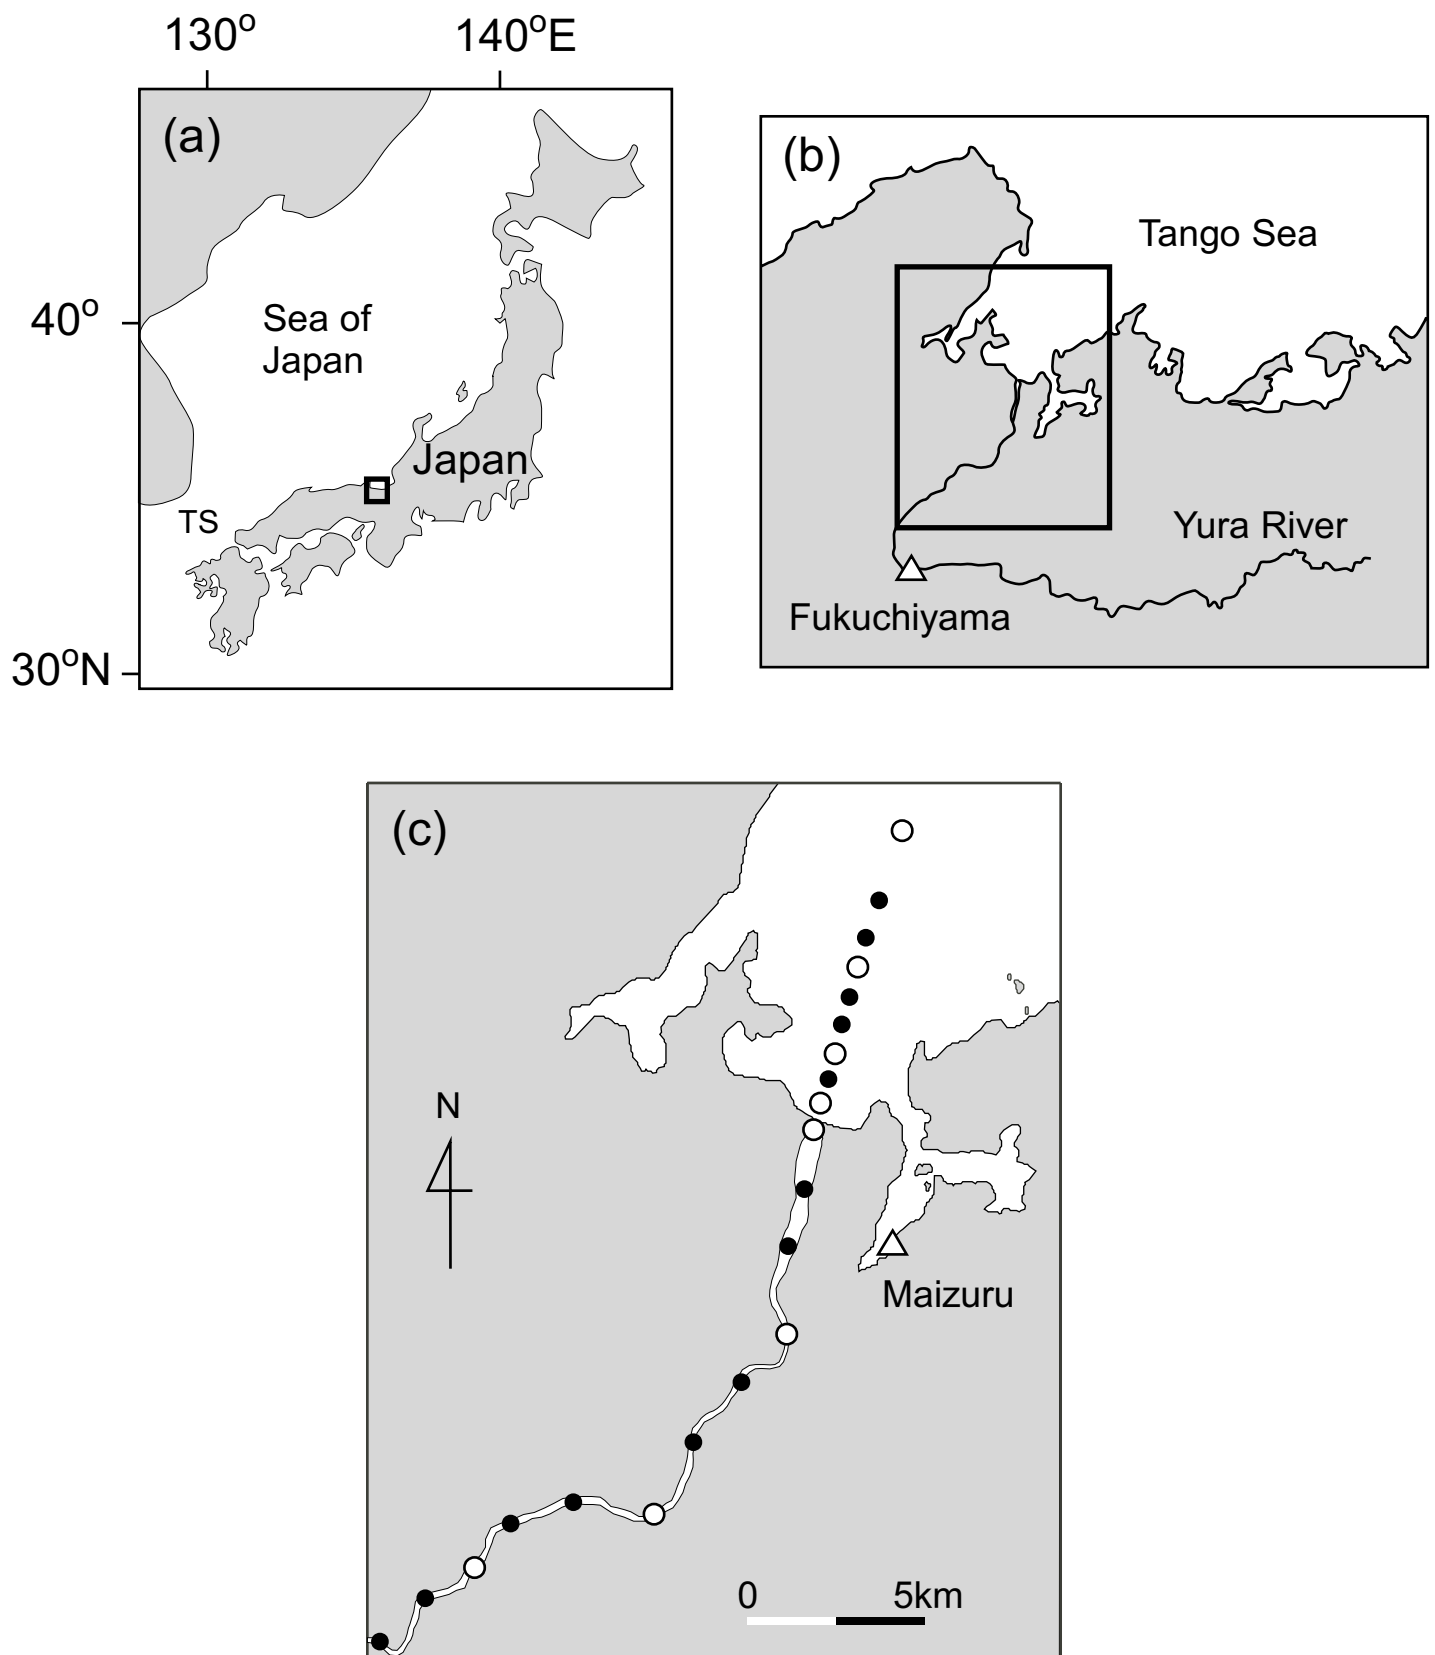 130° 140°E
(a)
40°
Sea of
Japan
Japan
TS
30°N
(b)
Tango Sea
Yura River
Fukuchiyama
(c)
N
Maizuru
0 5km